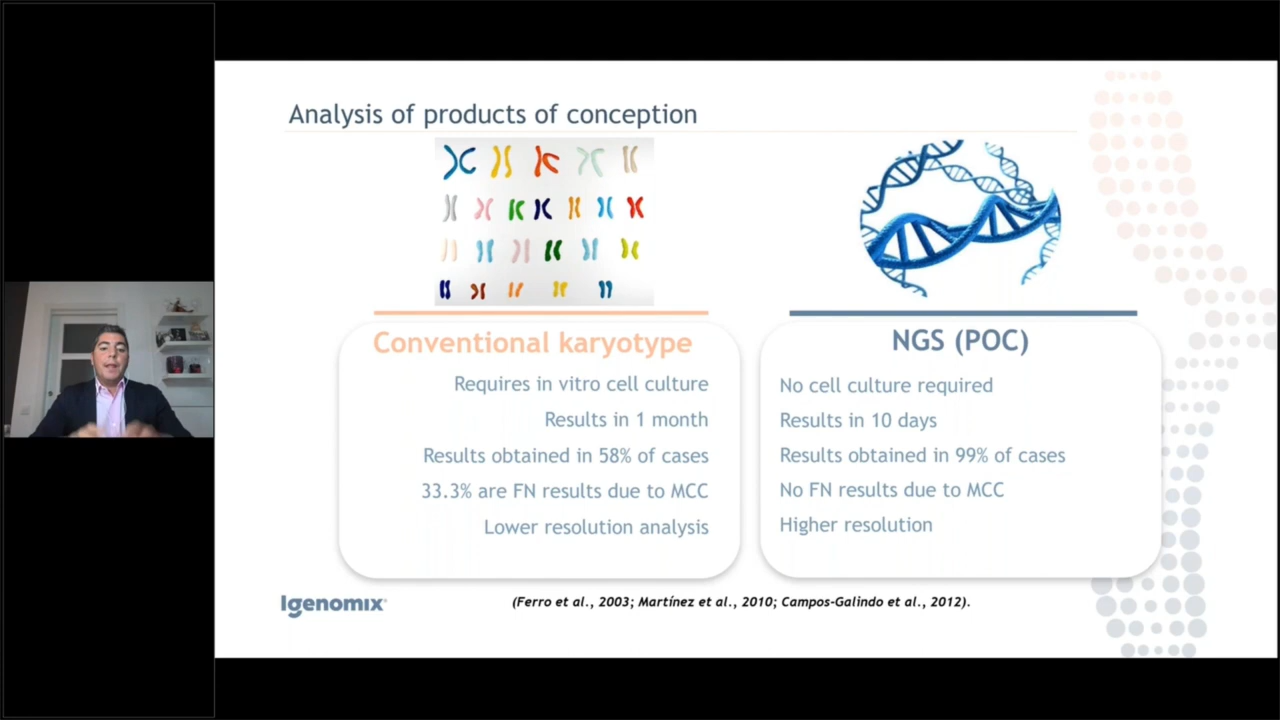 Analysis of products of conception
Conventional karyotype
Requires in vitro cell culture
Results in 1 month
Results obtained in 58% of cases
33.3% are FN results due to MCC
Lower resolution analysis
NGS (POC)
No cell culture required
Results in 10 days
Results obtained in 99% of cases
No FN results due to MCC
Higher resolution
Igenomix
(Ferro et al., 2003; Martínez et al., 2010; Campos-Galindo et al., 2012).